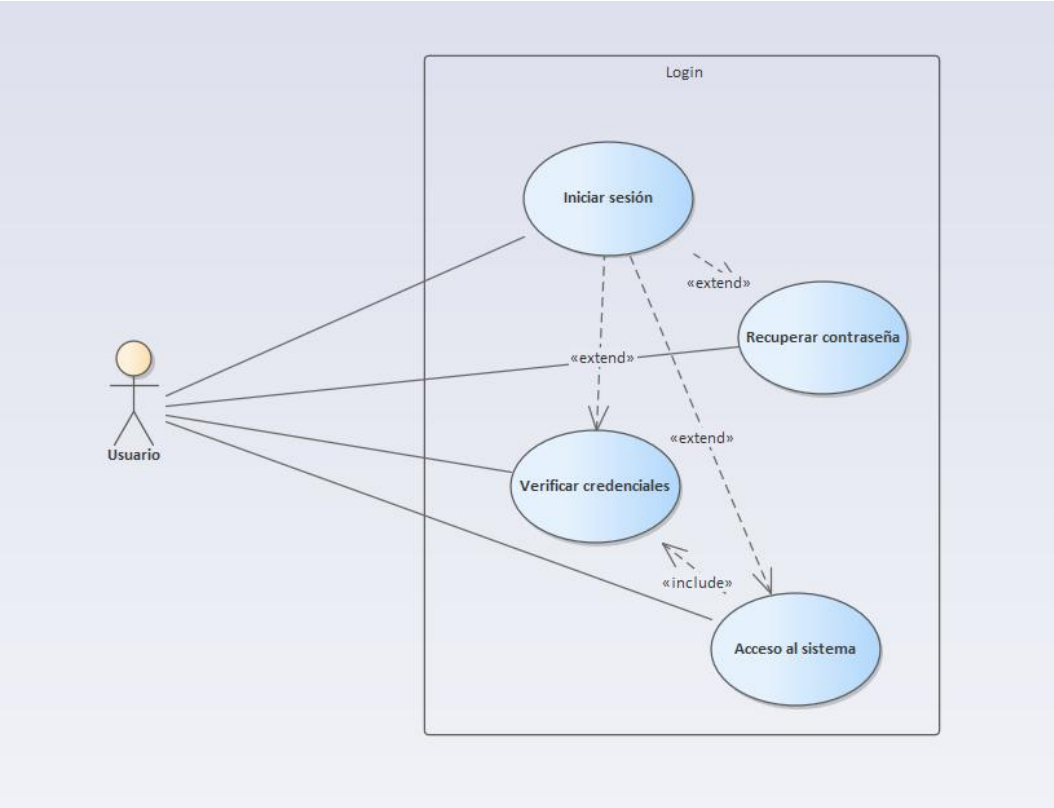 Login
Iniciar sesión
«extend»
Recuperar contraseña
«extend»
«extend»
Usuario
Verificar credenciales
«include»
Acceso al sistema